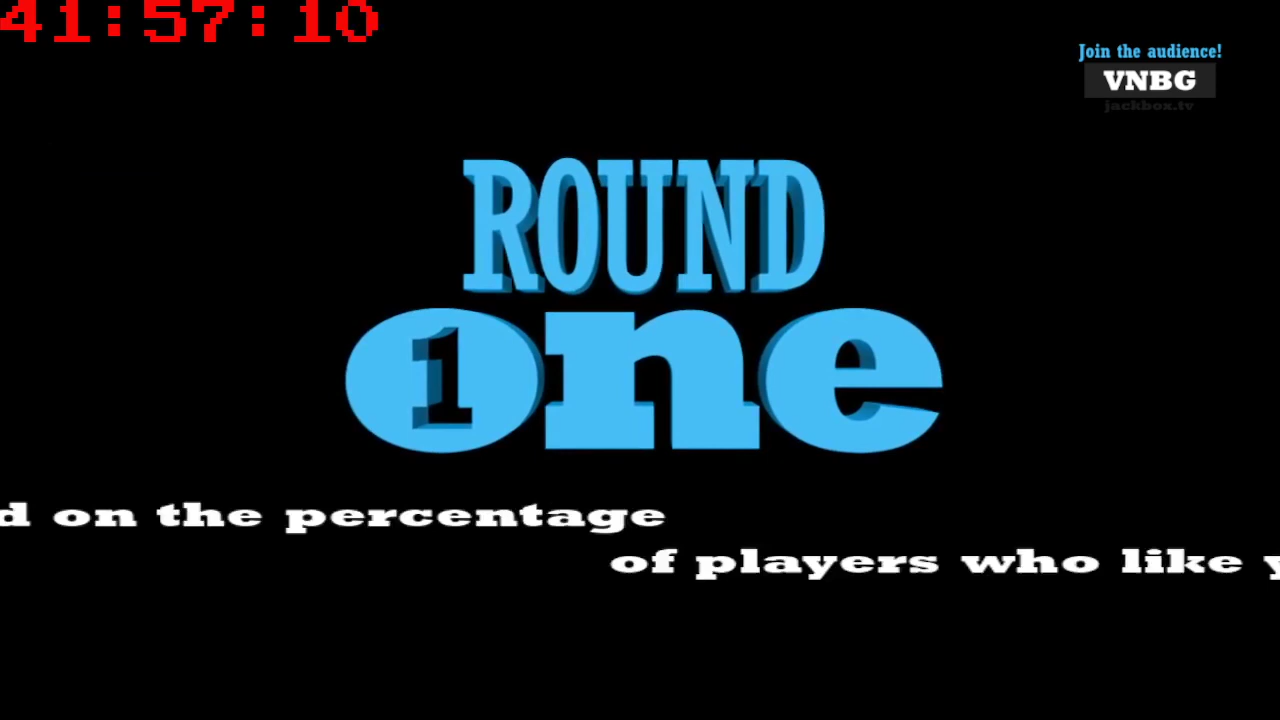 41:57:10
Join the audience!
VNBG
jackbox.tv
ROUND
One
1
d on the percentage
of players who like y